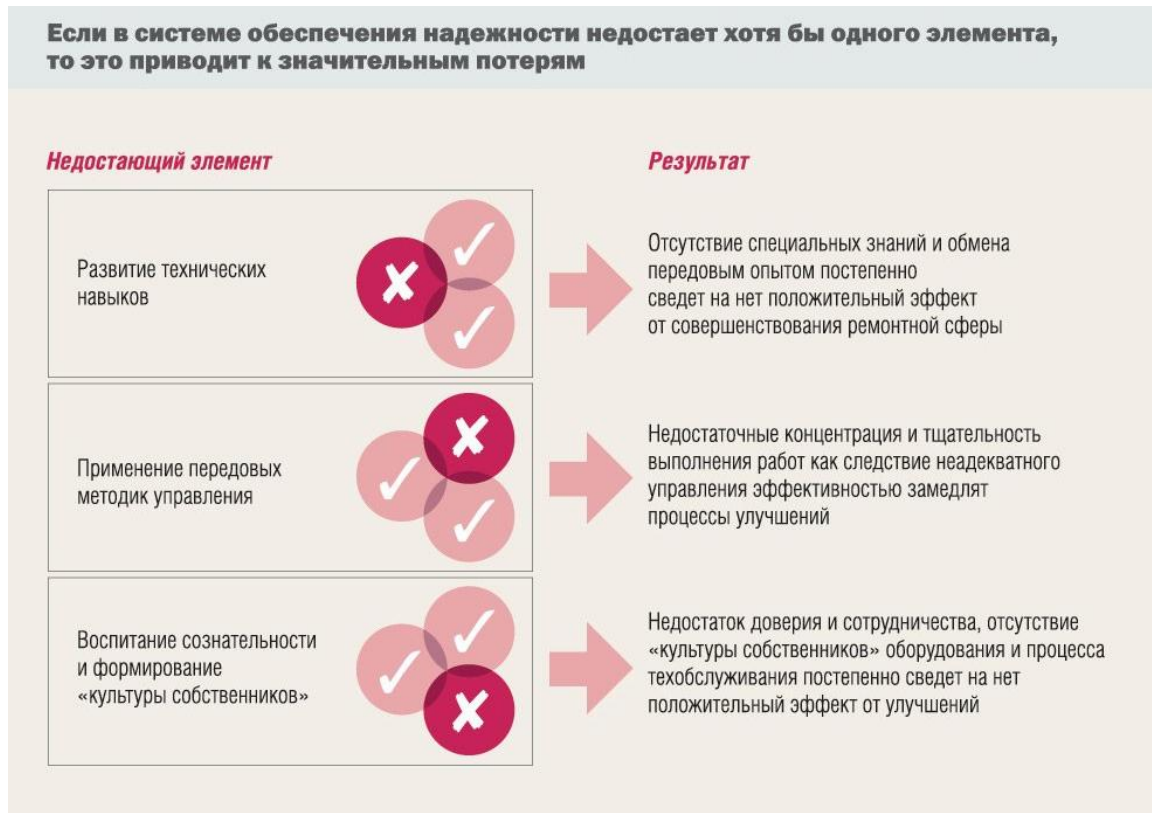 Если в системе обеспечения надежности недостает хотя бы одного элемента,
то это приводит к значительным потерям
Недостающий элемент
Результат
Развитие технических
навыков
Отсутствие специальных знаний и обмена
передовым опытом постепенно
сведет на нет положительный эффект
от совершенствования ремонтной сферы
Применение передовых
методик управления
Недостаточные концентрация и тщательность
выполнения работ как следствие неадекватного
управления эффективностью замедлят
процессы улучшений
Воспитание сознательности
и формирование
«культуры собственников»
Недостаток доверия и сотрудничества, отсутствие
«культуры собственников» оборудования и процесса
техобслуживания постепенно сведет на нет
положительный эффект от улучшений